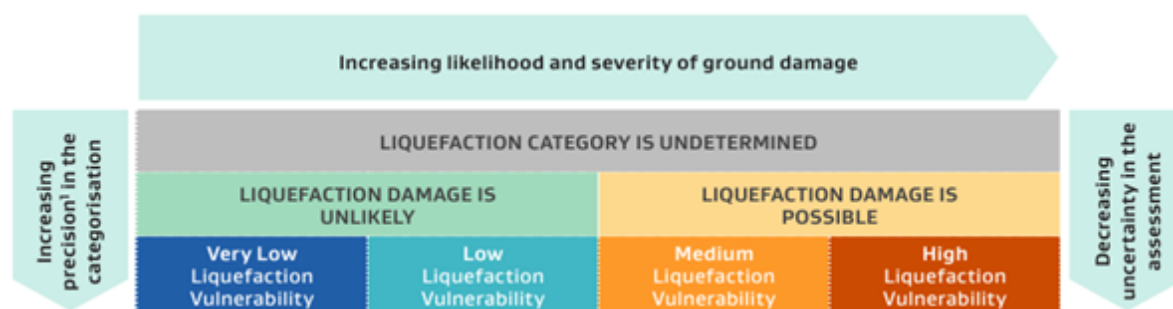 Increasing likelihood and severity of ground damage
Increasing
precision¹ in the
categorisation
LIQUEFACTION CATEGORY IS UNDETERMINED
LIQUEFACTION DAMAGE IS
UNLIKELY
LIQUEFACTION DAMAGE IS
POSSIBLE
Very Low
Liquefaction
Vulnerability
Low
Liquefaction
Vulnerability
Medium
Liquefaction
Vulnerability
High
Liquefaction
Vulnerability
Decreasing
uncertainty in the
assessment